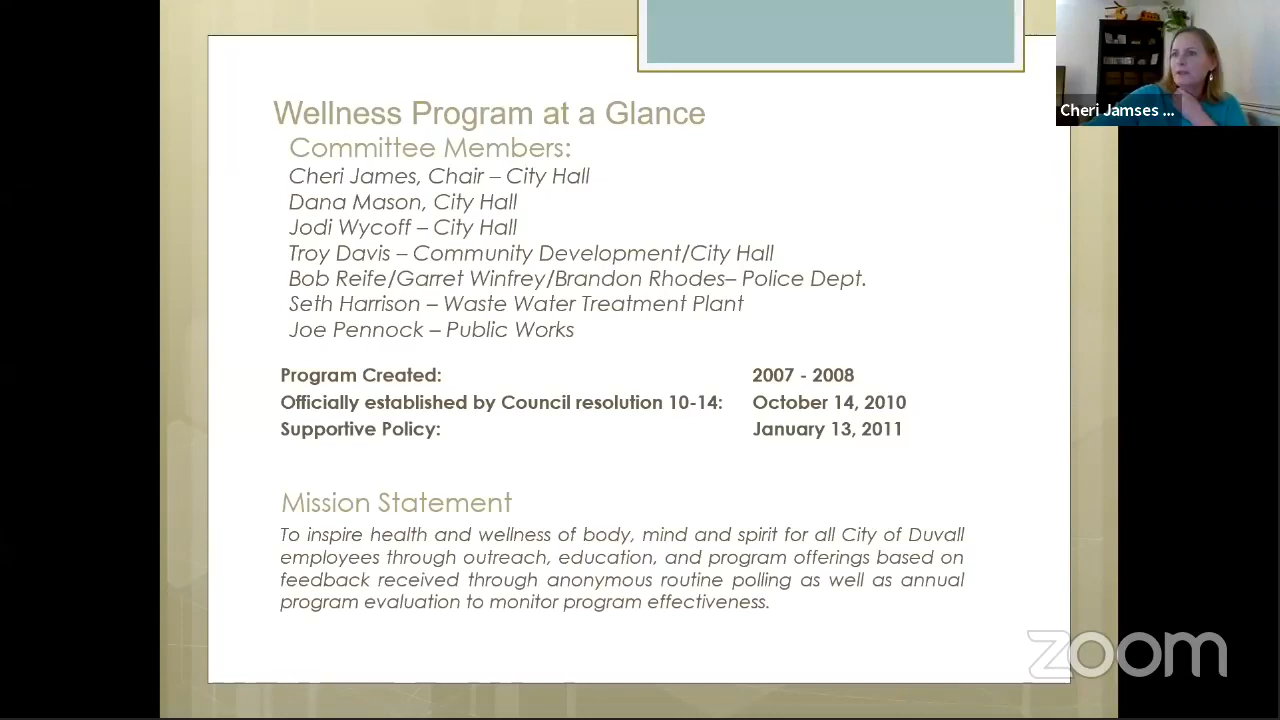 Wellness Program at a Glance
Committee Members:
Cheri James, Chair – City Hall
Dana Mason, City Hall
Jodi Wycoff – City Hall
Troy Davis – Community Development/City Hall
Bob Reife/Garret Winfrey/Brandon Rhodes– Police Dept.
Seth Harrison – Waste Water Treatment Plant
Joe Pennock – Public Works
Program Created: 2007 - 2008
Officially established by Council resolution 10-14: October 14, 2010
Supportive Policy: January 13, 2011
Mission Statement
To inspire health and wellness of body, mind and spirit for all City of Duvall
employees through outreach, education, and program offerings based on
feedback received through anonymous routine polling as well as annual
program evaluation to monitor program effectiveness.
Cheri Jamses ...
zoom